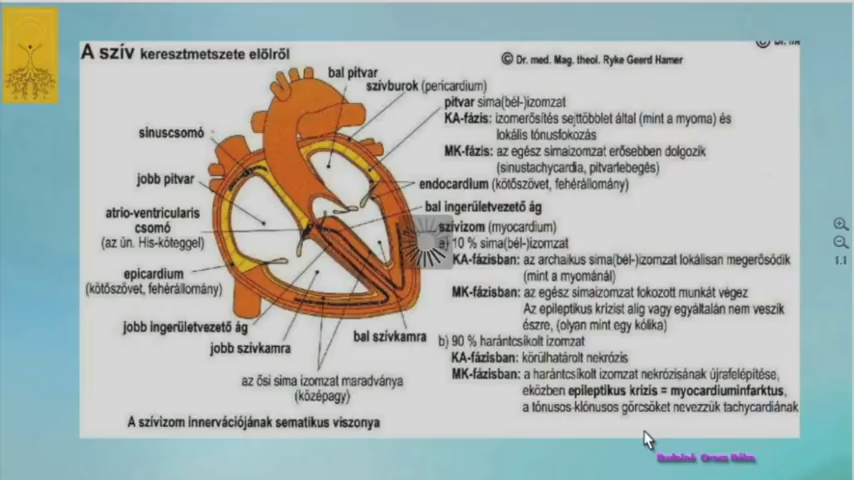 A szív keresztmetszete elölről
© Dr. med. Mag. theol. Ryke Geerd Hamer
bal pitvar
szívburok (pericardium)
pitvar sima(bél-)izomzat
KA-fázis: izomerősítés sejttöbblet által (mint a myoma) és
lokális tónusfokozás
MK-fázis: az egész simaizomzat erősebben dolgozik
(sinustachycardia, pitvarlebegés)
endocardium (kötőszövet, fehérállomány)
bal ingerületvezető ág
szívizom (myocardium)
a) 10 % sima(bél-)izomzat
KA-fázisban: az archaikus sima(bél-)izomzat lokálisan megerősödik
(mint a myománál)
MK-fázisban: az egész simaizomzat fokozott munkát végez
Az epileptikus krízist alig vagy egyáltalán nem veszik
észre, (olyan mint egy kólika)
b) 90 % harántcsíkolt izomzat
KA-fázisban: körülhatárolt nekrózis
MK-fázisban: a harántcsíkolt izomzat nekrózisának újrafelépítése,
eközben epileptikus krízis = myocardiuminfarktus,
a tónusos-klónusos görcsöket nevezzük tachycardiának
sinuscsomó
jobb pitvar
atrio-ventricularis
csomó
(az ún. His-köteggel)
epicardium
(kötőszövet, fehérállomány)
jobb ingerületvezető ág
jobb szívkamra
bal szívkamra
az ősi sima izomzat maradványa
(középagy)
A szívizom innervációjának sematikus viszonya
1.1